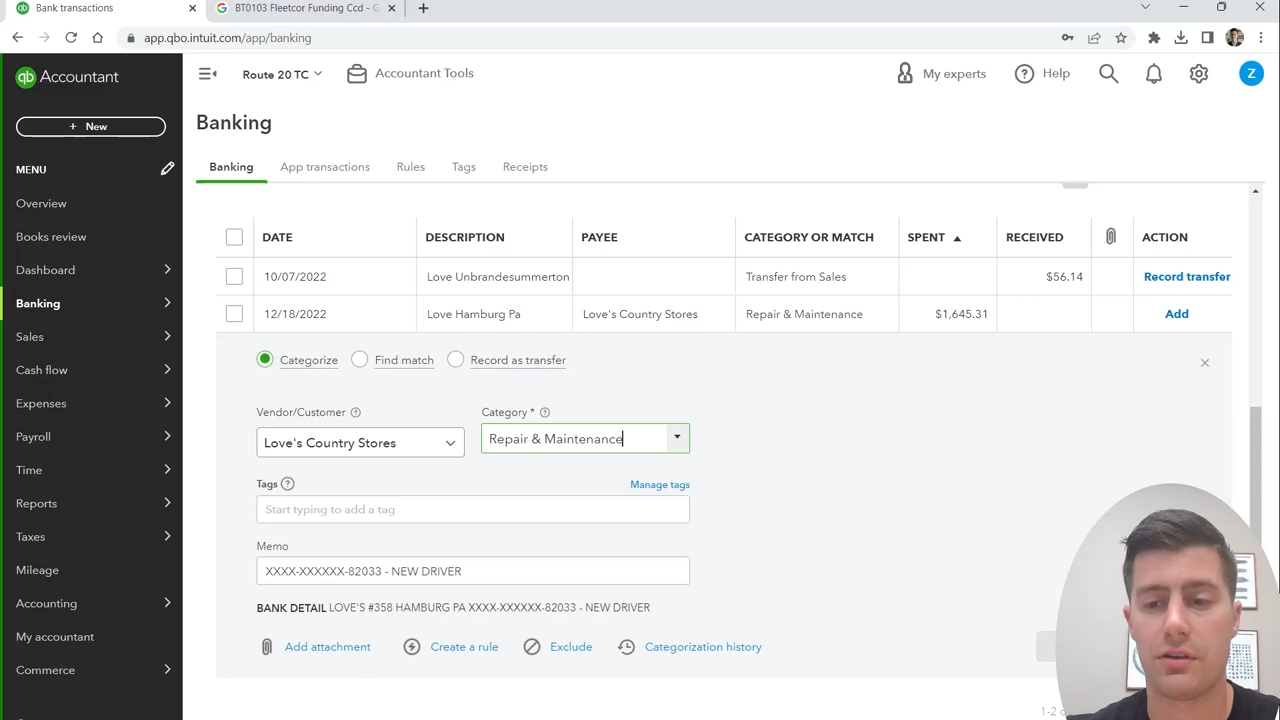 Bank transactions
BT0103 Fleetcor Funding Ccd - G
app.qbo.intuit.com/app/banking
qb Accountant
Route 20 TC
Accountant Tools
My experts
Help
Z
+ New
Banking
MENU
Banking
App transactions
Rules
Tags
Receipts
Overview
Books review
Dashboard
Banking
Sales
Cash flow
Expenses
Payroll
Time
Reports
Taxes
Mileage
Accounting
My accountant
Commerce
DATE
DESCRIPTION
PAYEE
CATEGORY OR MATCH
SPENT
RECEIVED
ACTION
10/07/2022
Love Unbrandesummerton
Transfer from Sales
$56.14
Record transfer
12/18/2022
Love Hamburg Pa
Love's Country Stores
Repair & Maintenance
$1,645.31
Add
Categorize
Find match
Record as transfer
Vendor/Customer
Category *
Love's Country Stores
Repair & Maintenance
Tags
Manage tags
Start typing to add a tag
Memo
XXXX-XXXXXX-82033 - NEW DRIVER
BANK DETAIL LOVE'S #358 HAMBURG PA XXXX-XXXXXX-82033 - NEW DRIVER
Add attachment
Create a rule
Exclude
Categorization history